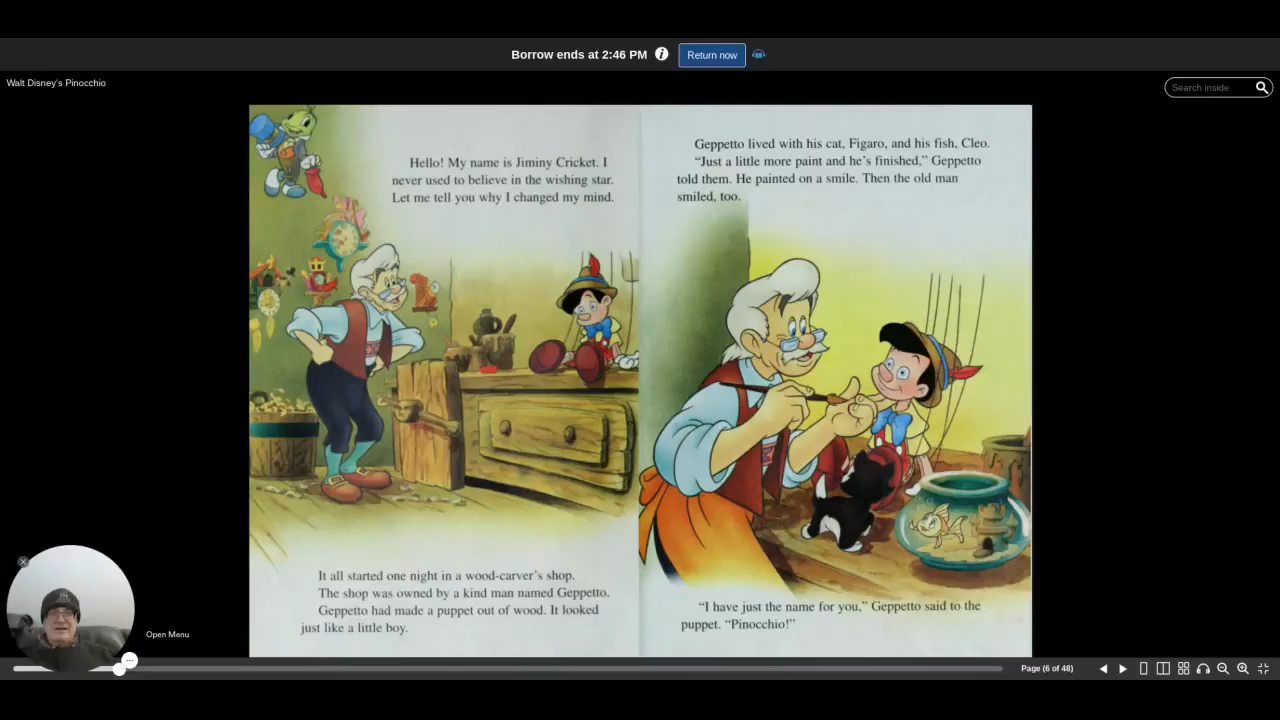 Borrow ends at 2:46 PM
Return now
Walt Disney's Pinocchio
Search inside
Hello! My name is Jiminy Cricket. I
never used to believe in the wishing star.
Let me tell you why I changed my mind.
It all started one night in a wood-carver's shop.
The shop was owned by a kind man named Geppetto.
Geppetto had made a puppet out of wood. It looked
just like a little boy.
Geppetto lived with his cat, Figaro, and his fish, Cleo.
“Just a little more paint and he's finished,” Geppetto
told them. He painted on a smile. Then the old man
smiled, too.
“I have just the name for you,” Geppetto said to the
puppet. “Pinocchio!”
Open Menu
Page (6 of 48)